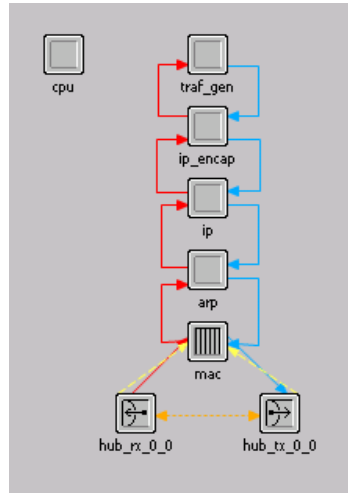 cpu
traf_gen
ip_encap
ip
arp
mac
hub_rx_0_0
hub_tx_0_0